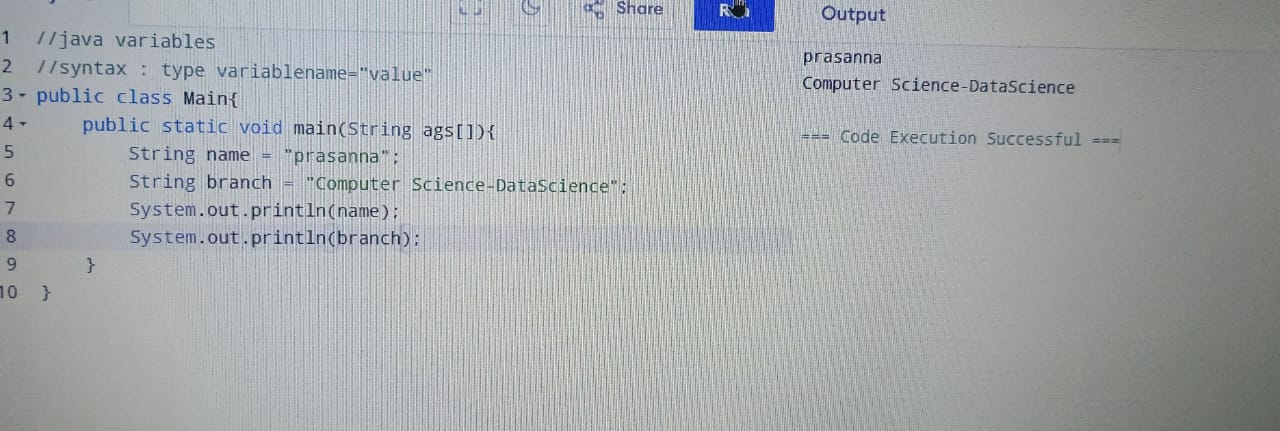 Share
Output
1 //java variables
2 //syntax : type variablename="value"
3 public class Main{
4 public static void main(String ags[]){
5 String name = "prasanna";
6 String branch = "Computer Science-DataScience";
7 System.out.println(name);
8 System.out.println(branch);
9 }
10 }
prasanna
Computer Science-DataScience
=== Code Execution Successful ===